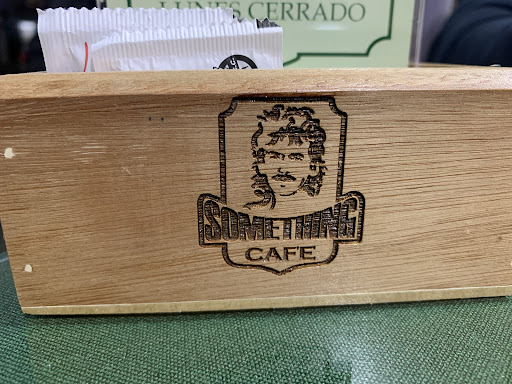 LUNES CERRADO
SOMETHING
CAFE